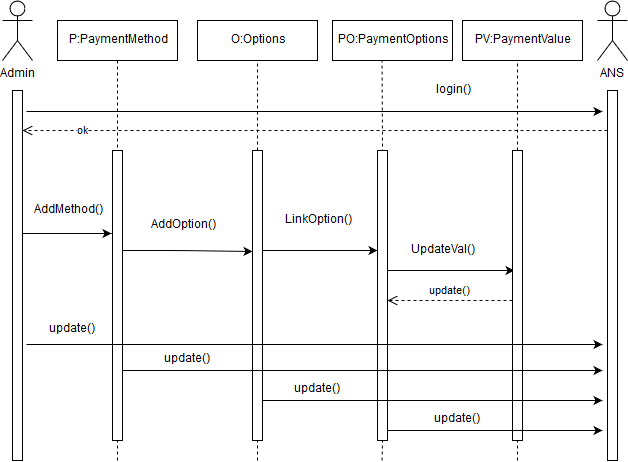 P:PaymentMethod
O:Options
PO:PaymentOptions
PV:PaymentValue
Admin
ANS
login()
ok
AddMethod()
AddOption()
LinkOption()
UpdateVal()
update()
update()
update()
update()
update()